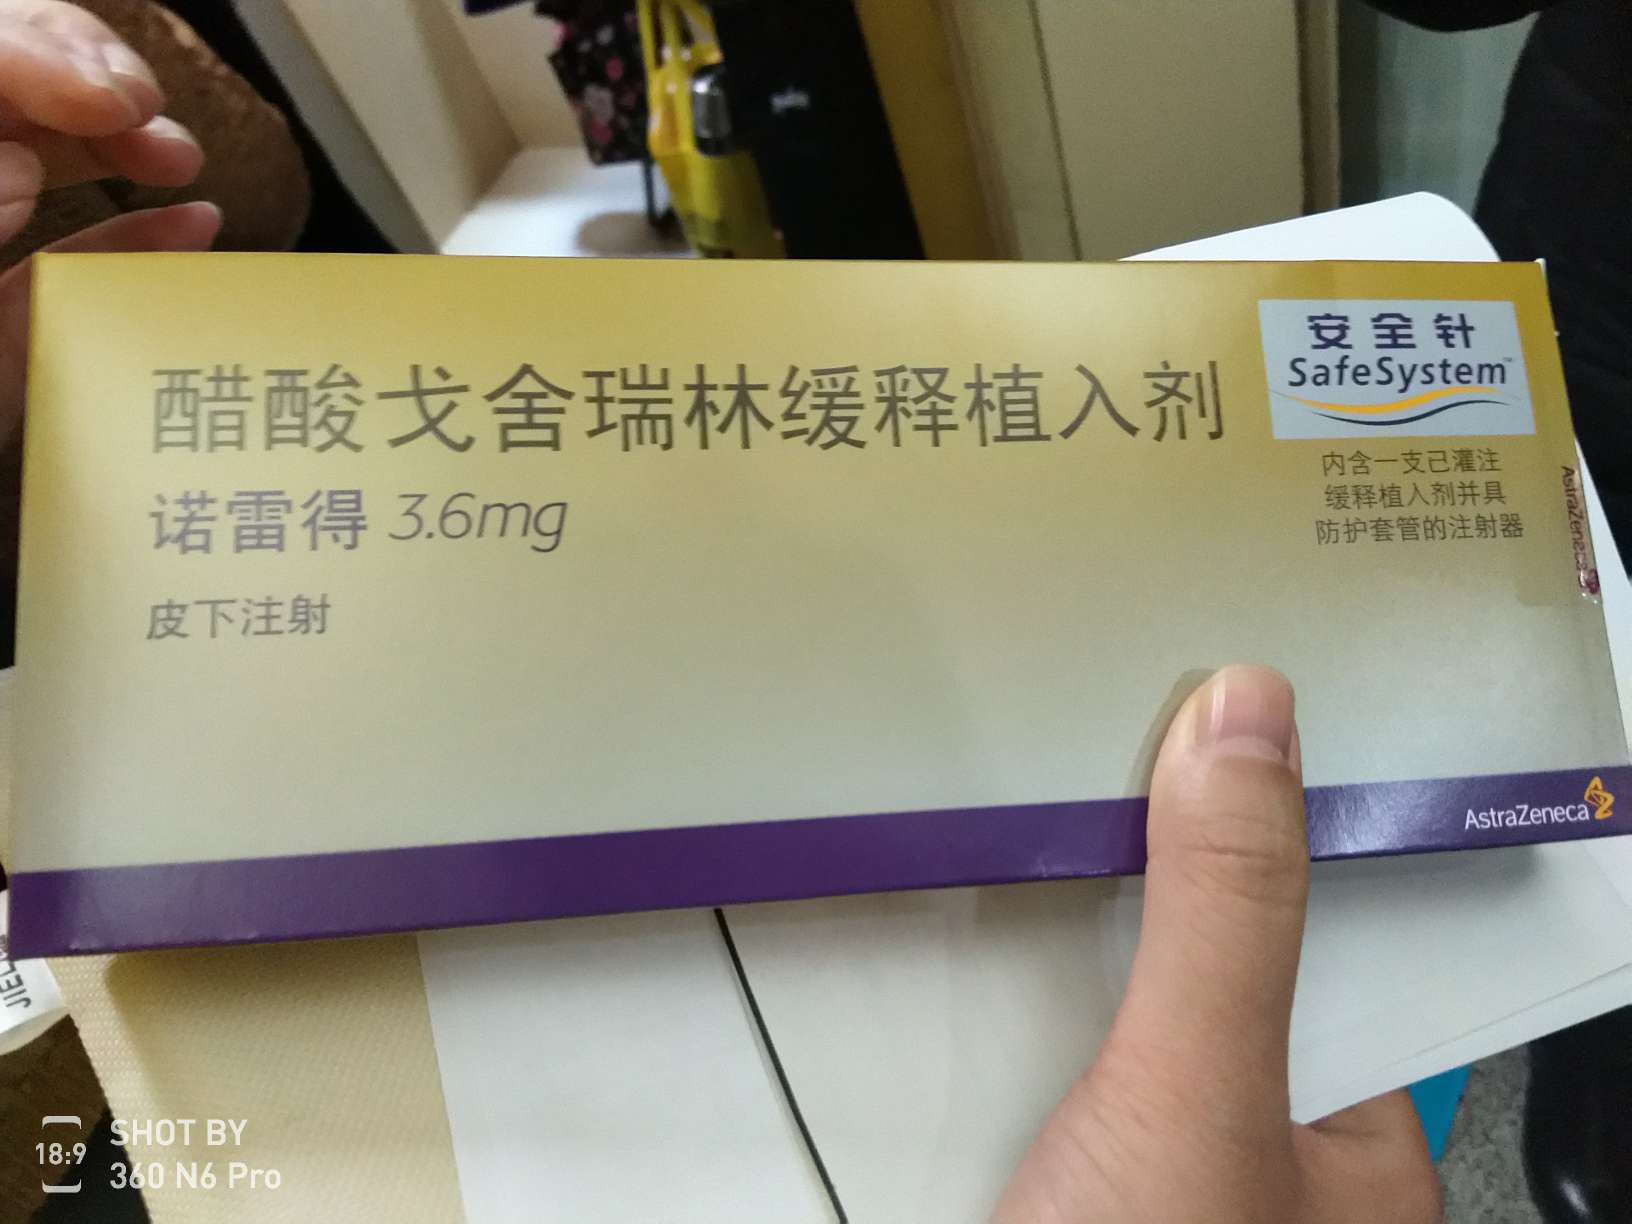 醋酸戈舍瑞林缓释植入剂
诺雷得 3.6mg
皮下注射
安全针
SafeSystem™
内含一支已灌注
缓释植入剂并具
防护套管的注射器
AstraZeneca
AstraZeneca
JIEL
18:9
SHOT BY
360 N6 Pro